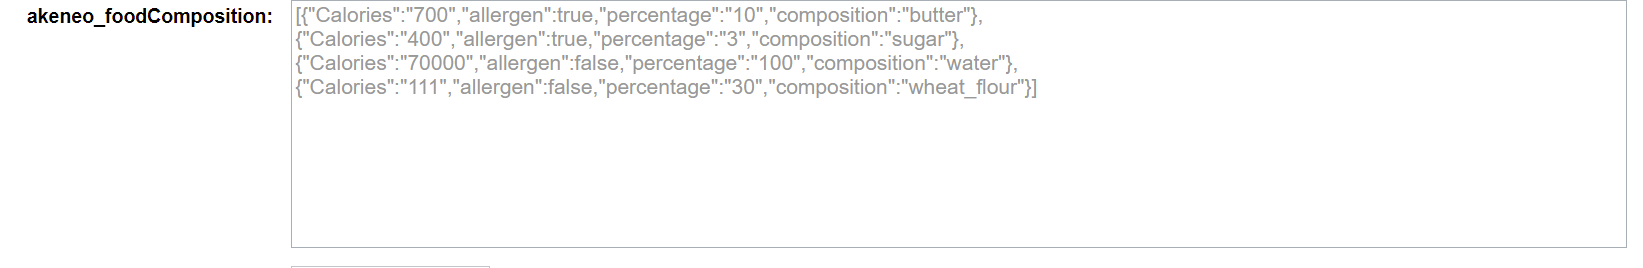 akeneo_foodComposition:
[{"Calories":"700","allergen":true,"percentage":"10","composition":"butter"},
{"Calories":"400","allergen":true,"percentage":"3","composition":"sugar"},
{"Calories":"70000","allergen":false,"percentage":"100","composition":"water"},
{"Calories":"111","allergen":false,"percentage":"30","composition":"wheat_flour"}]